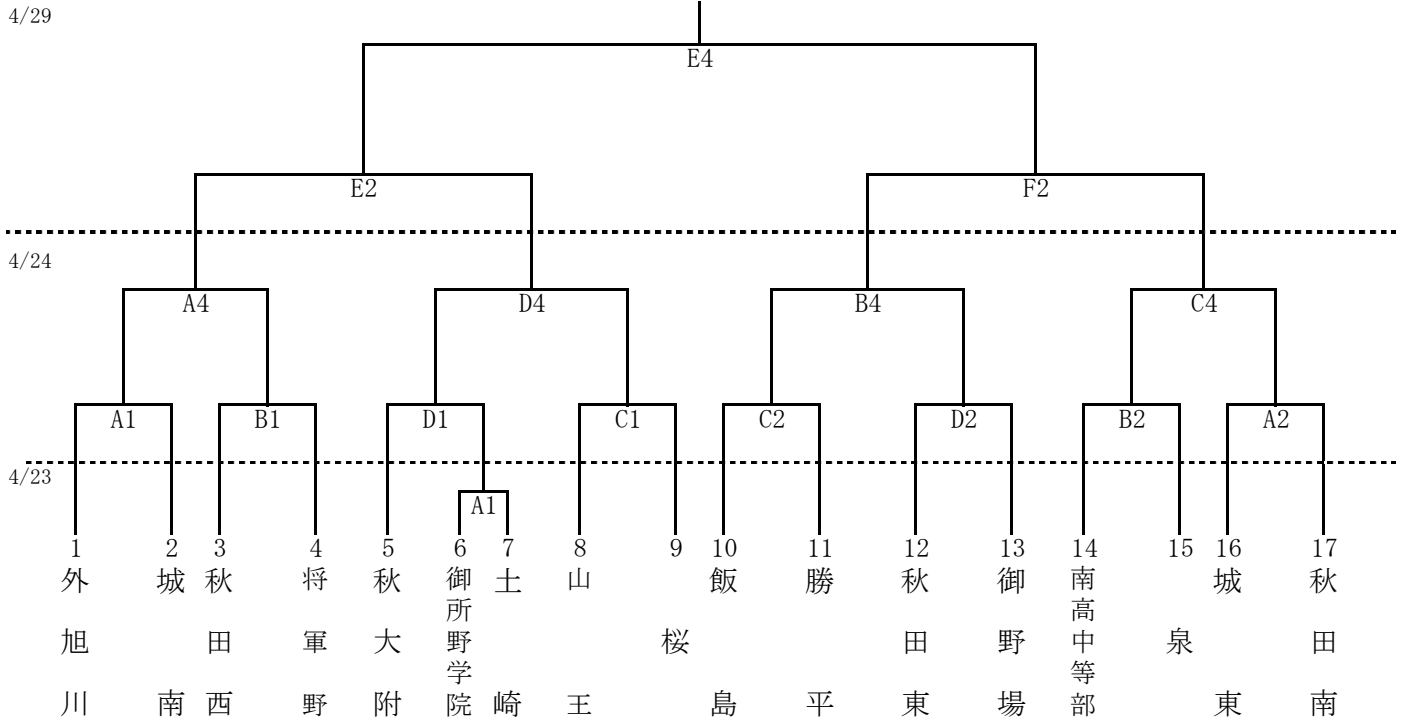 4/29
E4
E2 F2
4/24
A4 D4 B4 C4
A1 B1 D1 C1 C2 D2 B2 A2
4/23
A1
1 2 3 4 5 6 7 8 9 10 11 12 13 14 15 16 17
外旭川
城南
秋田西
将軍野
秋大附
御所野学院
土崎
山王
桜
飯島
勝平
秋田東
御野場
南高中等部
泉
城東
秋田南